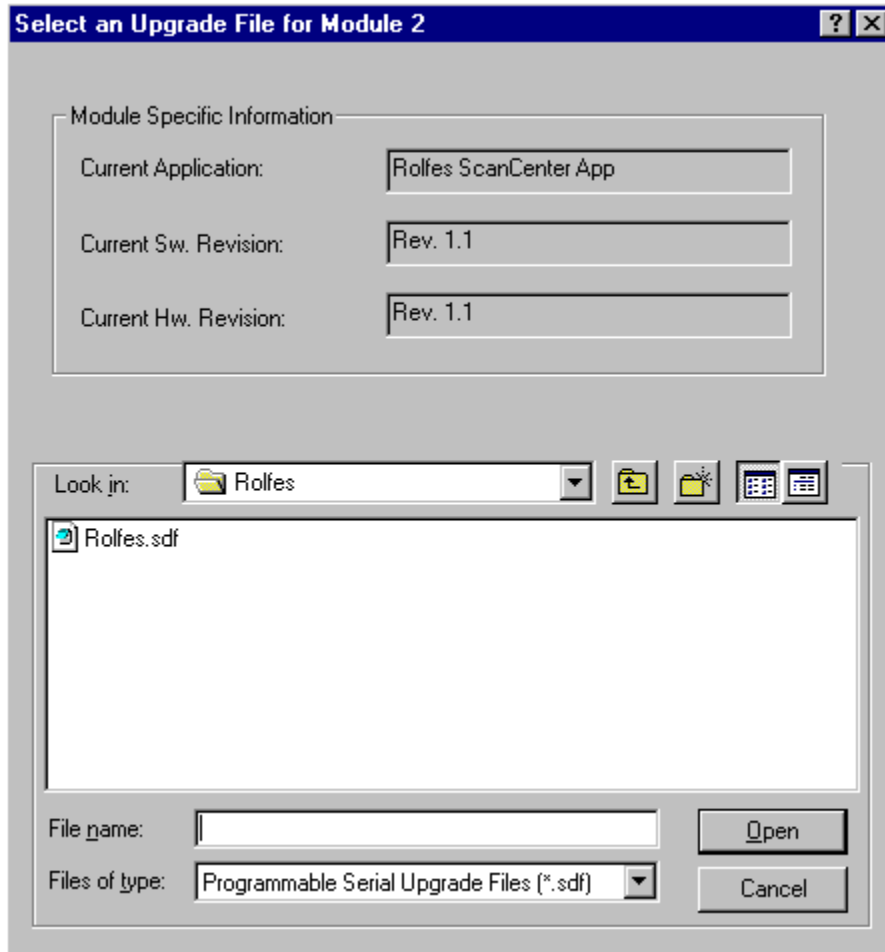 Select an Upgrade File for Module 2
Module Specific Information
Current Application: Rolfes ScanCenter App
Current Sw. Revision: Rev. 1.1
Current Hw. Revision: Rev. 1.1
Look in: Rolfes
Rolfes.sdf
File name: Open
Files of type: Programmable Serial Upgrade Files (*.sdf) Cancel